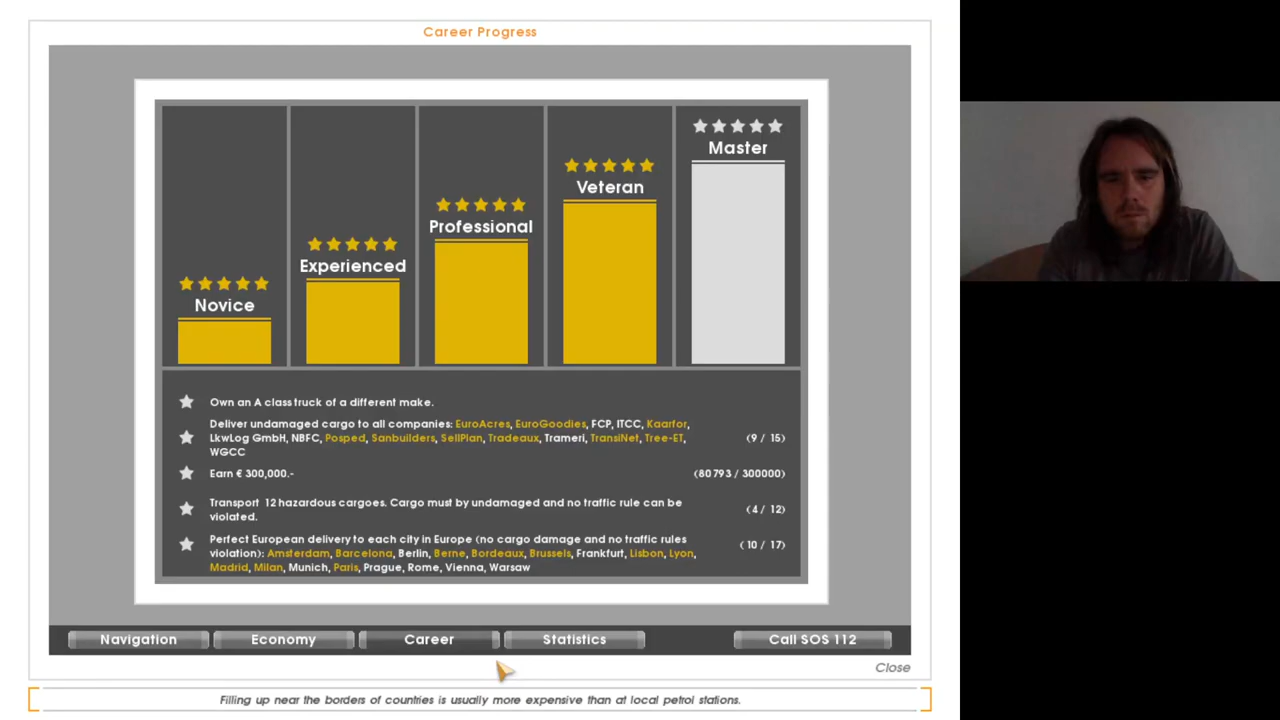 Career Progress
Master
Veteran
Professional
Experienced
Novice
Own an A class truck of a different make.
Deliver undamaged cargo to all companies: EuroAcres, EuroGoodies, FCP, ITCC, Kaarfor,
LkwLog GmbH, NBFC, Posped, Sanbuilders, SellPlan, Tradeaux, Trameri, TransiNet, Tree-ET,
WGCC
(9 / 15)
Earn € 300,000.-
(80793 / 300000)
Transport 12 hazardous cargoes. Cargo must by undamaged and no traffic rule can be
violated.
(4 / 12)
Perfect European delivery to each city in Europe (no cargo damage and no traffic rules
violation): Amsterdam, Barcelona, Berlin, Berne, Bordeaux, Brussels, Frankfurt, Lisbon, Lyon,
Madrid, Milan, Munich, Paris, Prague, Rome, Vienna, Warsaw
(10 / 17)
Navigation Economy Career Statistics Call SOS 112
Close
Filling up near the borders of countries is usually more expensive than at local petrol stations.